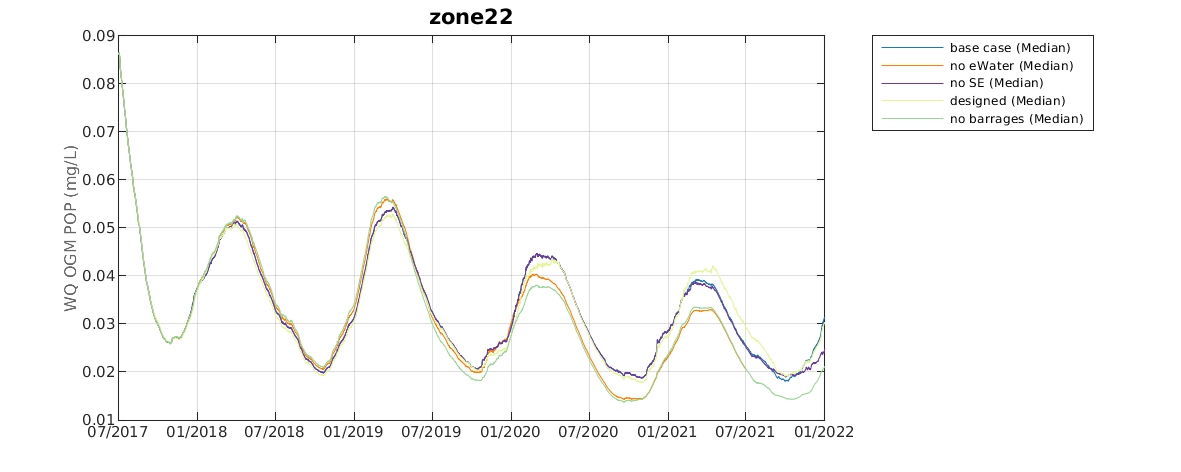 zone22
WQ OGM POP (mg/L)
0.09
0.08
0.07
0.06
0.05
0.04
0.03
0.02
0.01
07/2017 01/2018 07/2018 01/2019 07/2019 01/2020 07/2020 01/2021 07/2021 01/2022
base case (Median)
no eWater (Median)
no SE (Median)
designed (Median)
no barrages (Median)